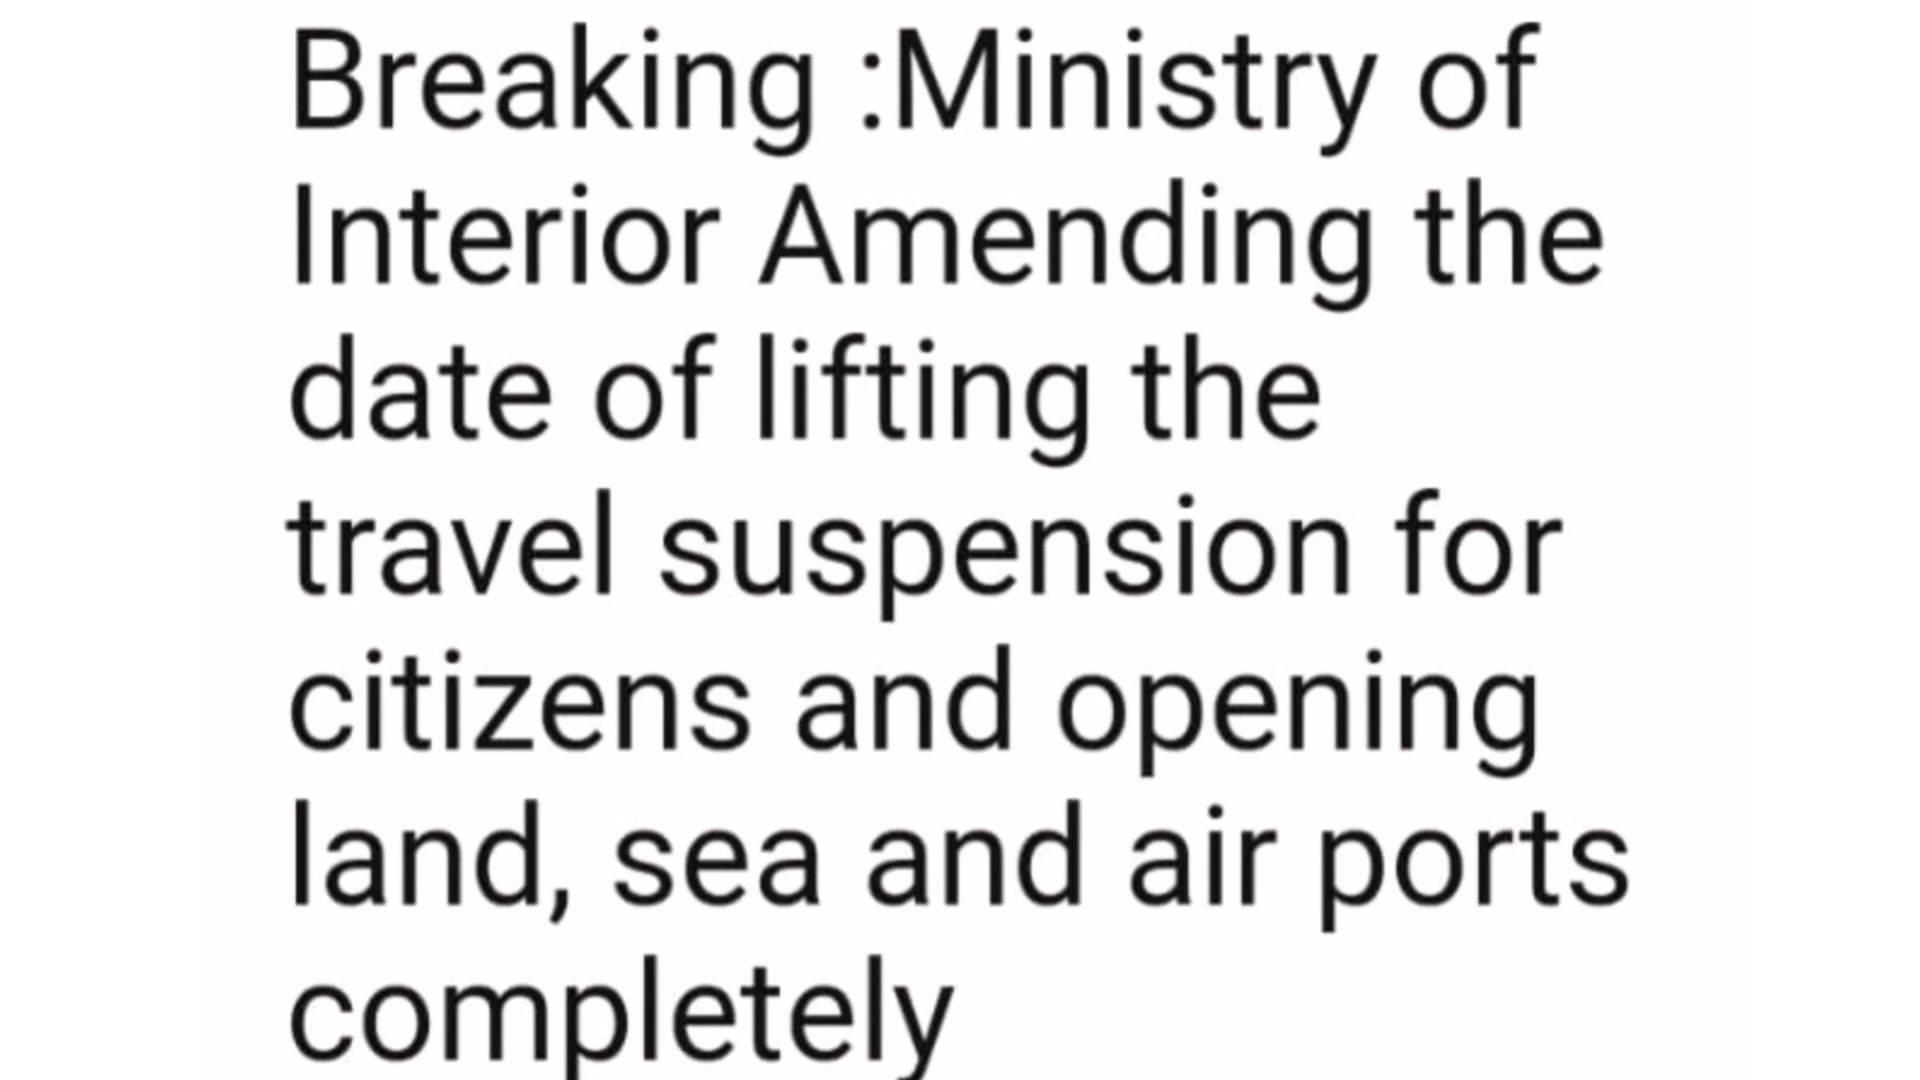 Breaking :Ministry of
Interior Amending the
date of lifting the
travel suspension for
citizens and opening
land, sea and air ports
completely